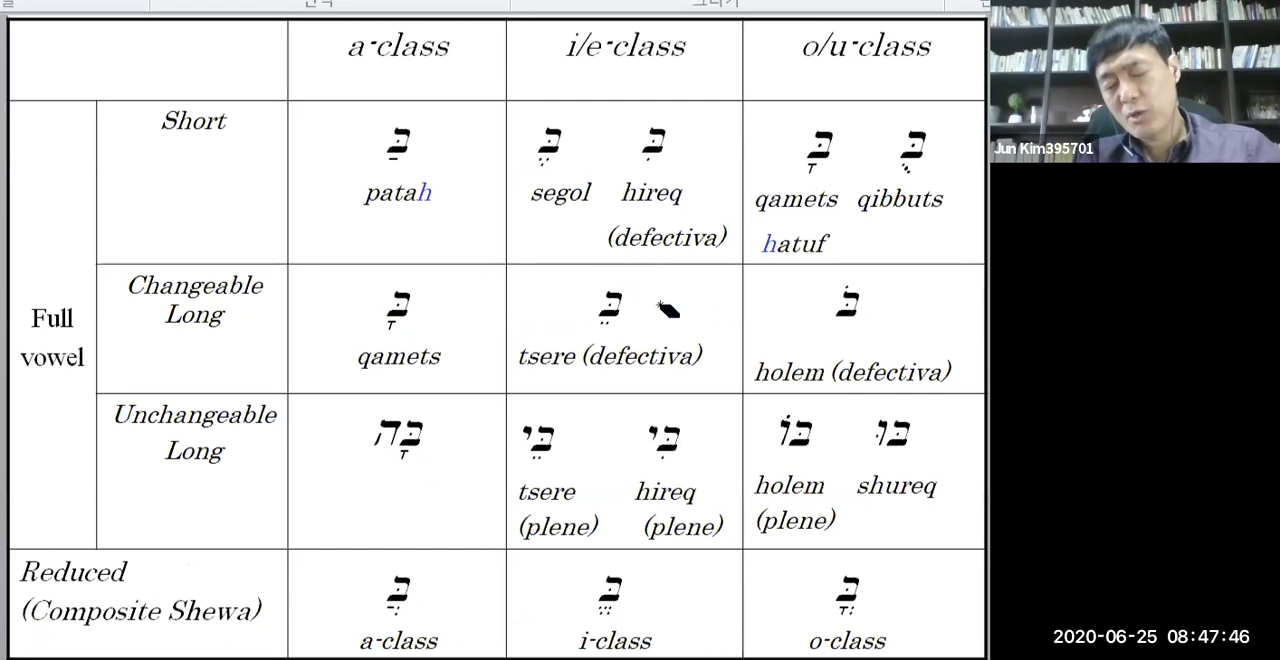 a-class i/e-class o/u-class
Short
בַּ בֶּ בִּ בָּ בֻּ
patah segol hireq qamets qibbuts
(defectiva) hatuf
Changeable
Long
בָּ בֵּ בֹּ
qamets tsere (defectiva) holem (defectiva)
Full
vowel
Unchangeable
Long
בָּה בֵּי בִּי בּוֹ בּוּ
tsere hireq holem shureq
(plene) (plene) (plene)
Reduced
(Composite Shewa)
בֲּ בֱּ בֳּ
a-class i-class o-class
Jun Kim395701
2020-06-25 08:47:46